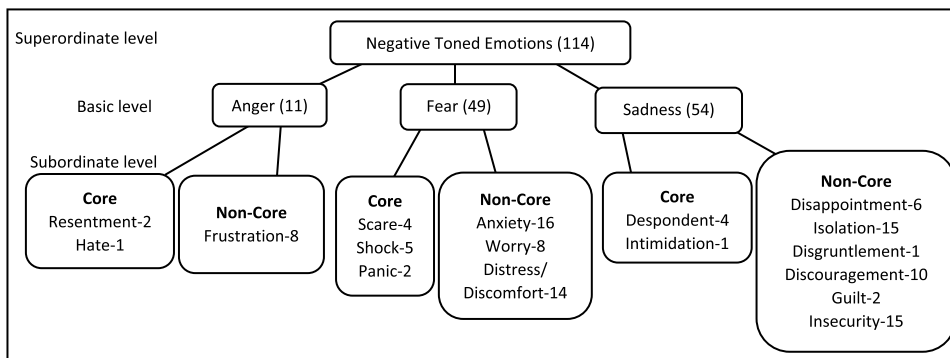 Superordinate level
Negative Toned Emotions (114)
Basic level
Anger (11)
Fear (49)
Sadness (54)
Subordinate level
Core
Resentment-2
Hate-1
Non-Core
Frustration-8
Core
Scare-4
Shock-5
Panic-2
Non-Core
Anxiety-16
Worry-8
Distress/
Discomfort-14
Core
Despondent-4
Intimidation-1
Non-Core
Disappointment-6
Isolation-15
Disgruntlement-1
Discouragement-10
Guilt-2
Insecurity-15